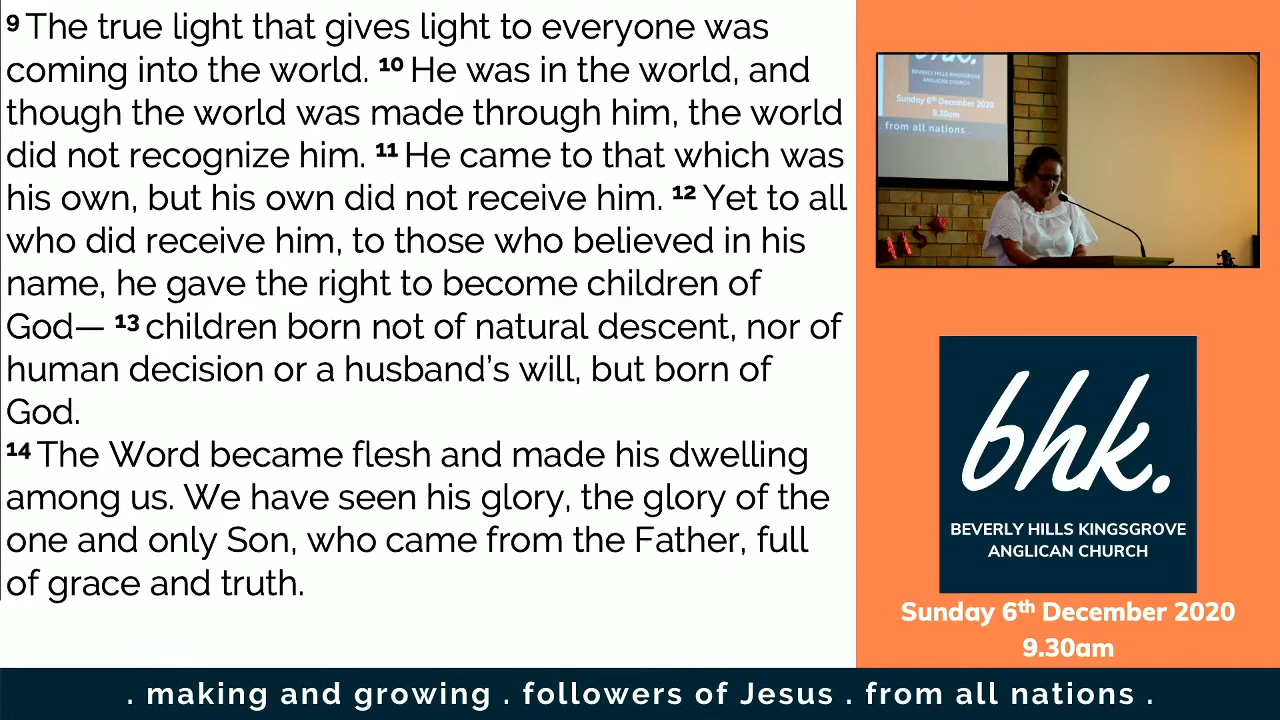 9 The true light that gives light to everyone was
coming into the world. 10 He was in the world, and
though the world was made through him, the world
did not recognize him. 11 He came to that which was
his own, but his own did not receive him. 12 Yet to all
who did receive him, to those who believed in his
name, he gave the right to become children of
God— 13 children born not of natural descent, nor of
human decision or a husband’s will, but born of
God.
14 The Word became flesh and made his dwelling
among us. We have seen his glory, the glory of the
one and only Son, who came from the Father, full
of grace and truth.
bhk.
BEVERLY HILLS KINGSGROVE
ANGLICAN CHURCH
Sunday 6th December 2020
9.30am
. from all nations .
bhk.
BEVERLY HILLS KINGSGROVE
ANGLICAN CHURCH
Sunday 6th December 2020
9.30am
. making and growing . followers of Jesus . from all nations .